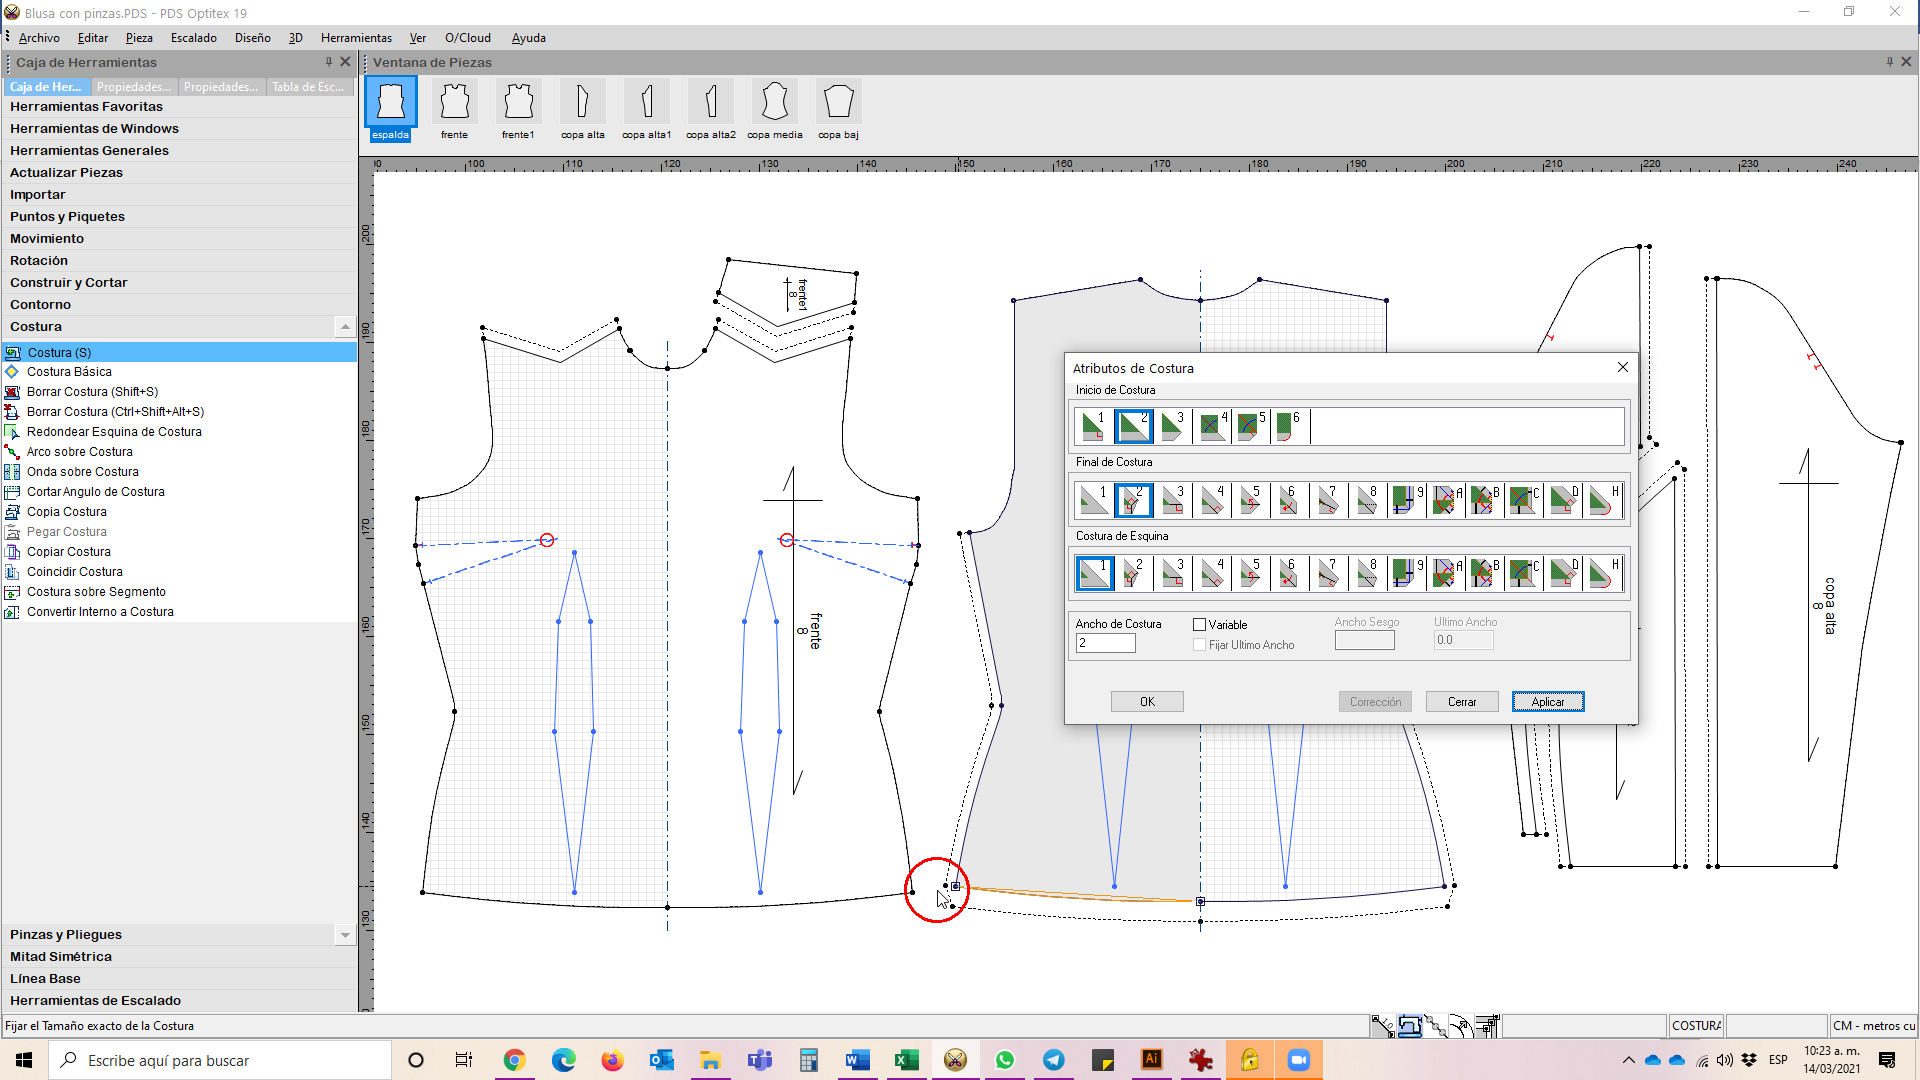 Blusa con pinzas.PDS - PDS Optitex 19
Archivo Editar Pieza Escalado Diseño 3D Herramientas Ver O/Cloud Ayuda
Caja de Herramientas
Ventana de Piezas
Caja de Her... Propiedades... Propiedades... Tabla de Esc...
Herramientas Favoritas
Herramientas de Windows
Herramientas Generales
Actualizar Piezas
Importar
Puntos y Piquetes
Movimiento
Rotación
Construir y Cortar
Contorno
Costura
Costura (S)
Costura Básica
Borrar Costura (Shift+S)
Borrar Costura (Ctrl+Shift+Alt+S)
Redondear Esquina de Costura
Arco sobre Costura
Onda sobre Costura
Cortar Angulo de Costura
Copia Costura
Pegar Costura
Copiar Costura
Coincidir Costura
Costura sobre Segmento
Convertir Interno a Costura
Pinzas y Pliegues
Mitad Simétrica
Línea Base
Herramientas de Escalado
espalda frente frente1 copa alta copa alta1 copa alta2 copa media copa baj
100 110 120 130 140 150 160 170 180 190 200 210 220 230 240
200
190
180
170
160
150
140
130
frente1
8
frente
8
copa alta
8
Atributos de Costura
Inicio de Costura
1 2 3 4 5 6
Final de Costura
1 2 3 4 5 6 7 8 9 A B C D H
Costura de Esquina
1 2 3 4 5 6 7 8 9 A B C D H
Ancho de Costura
2
Variable
Fijar Ultimo Ancho
Ancho Sesgo
Ultimo Ancho
0.0
OK Corrección Cerrar Aplicar
Fijar el Tamaño exacto de la Costura
COSTURA
CM - metros cu
Escribe aquí para buscar
ESP
10:23 a. m.
14/03/2021